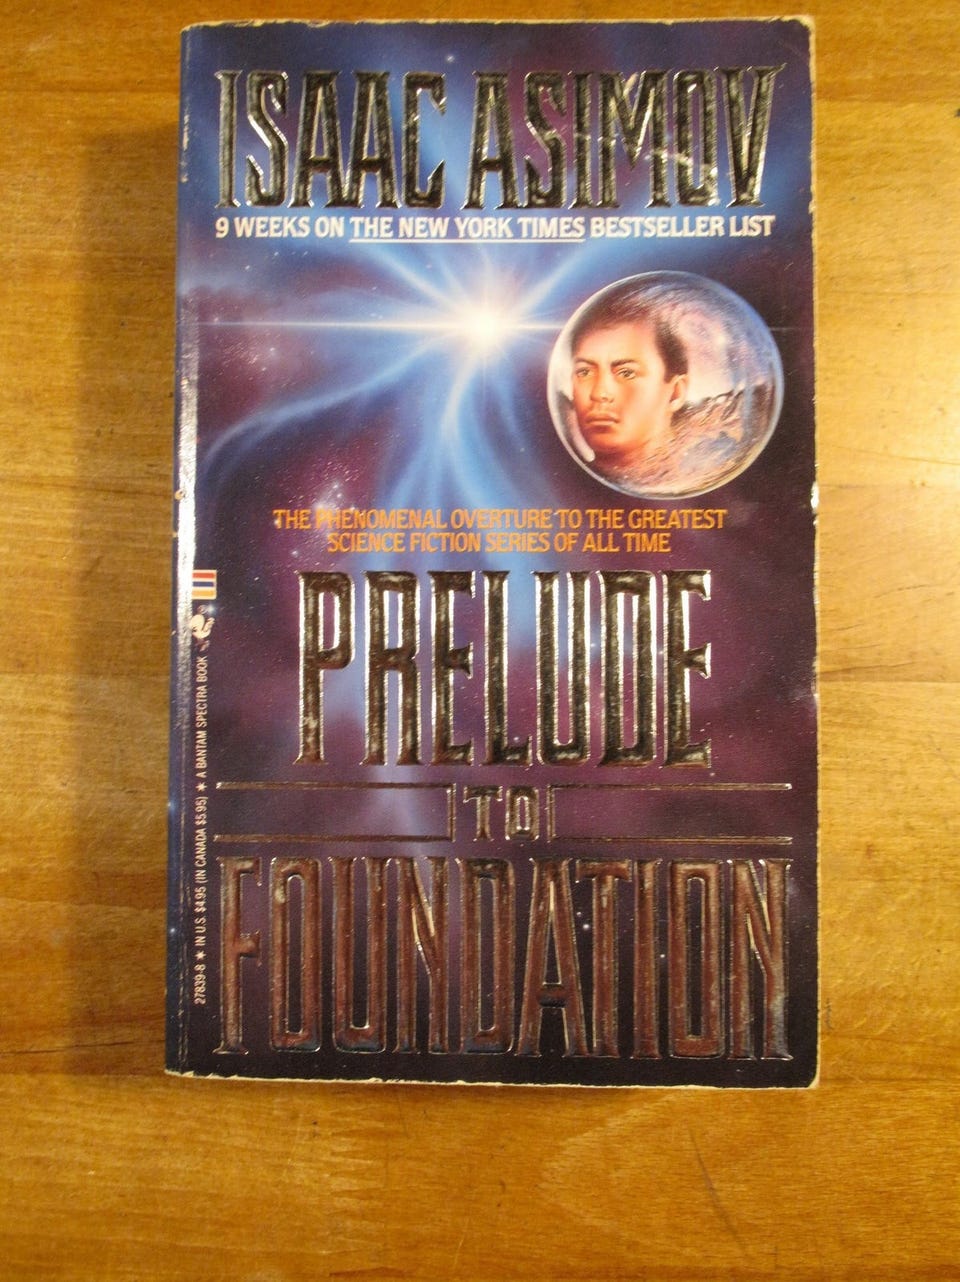 ISAAC ASIMOV
9 WEEKS ON THE NEW YORK TIMES BESTSELLER LIST
THE PHENOMENAL OVERTURE TO THE GREATEST
SCIENCE FICTION SERIES OF ALL TIME
PRELUDE
TO
FOUNDATION
27839-8 * IN U.S. $4.95 (IN CANADA $5.95) * A BANTAM SPECTRA BOOK